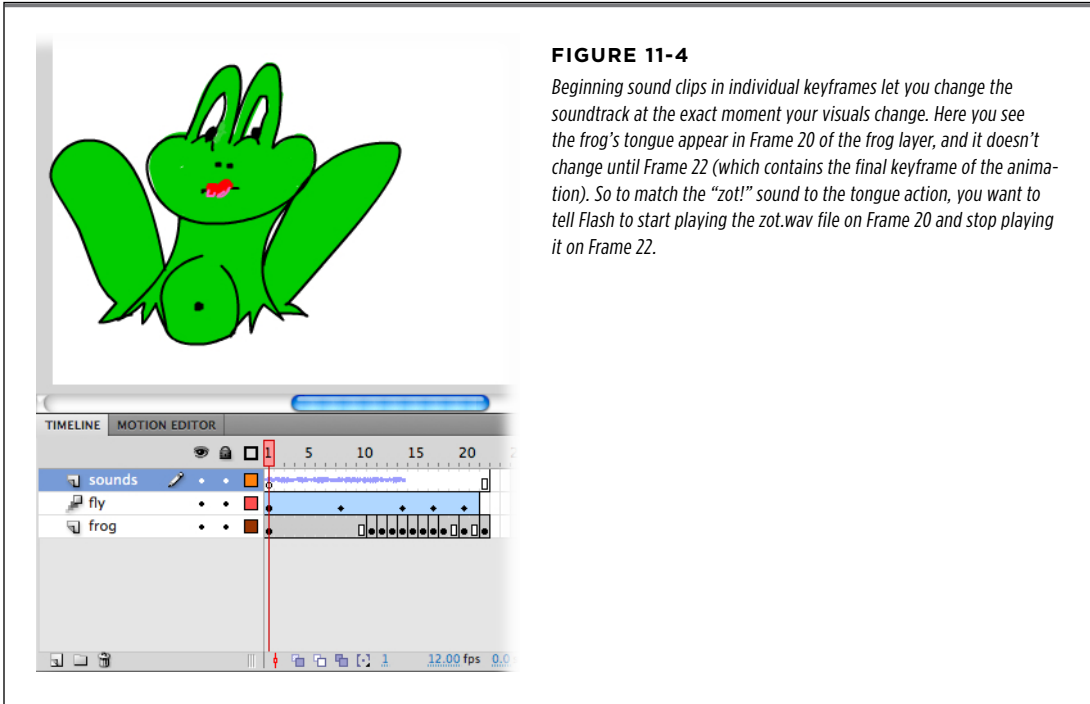 FIGURE 11-4
Beginning sound clips in individual keyframes let you change the
soundtrack at the exact moment your visuals change. Here you see
the frog’s tongue appear in Frame 20 of the frog layer, and it doesn’t
change until Frame 22 (which contains the final keyframe of the anima-
tion). So to match the “zot!” sound to the tongue action, you want to
tell Flash to start playing the zot.wav file on Frame 20 and stop playing
it on Frame 22.
TIMELINE MOTION EDITOR
1 5 10 15 20
sounds
fly
frog
1 12.00 fps